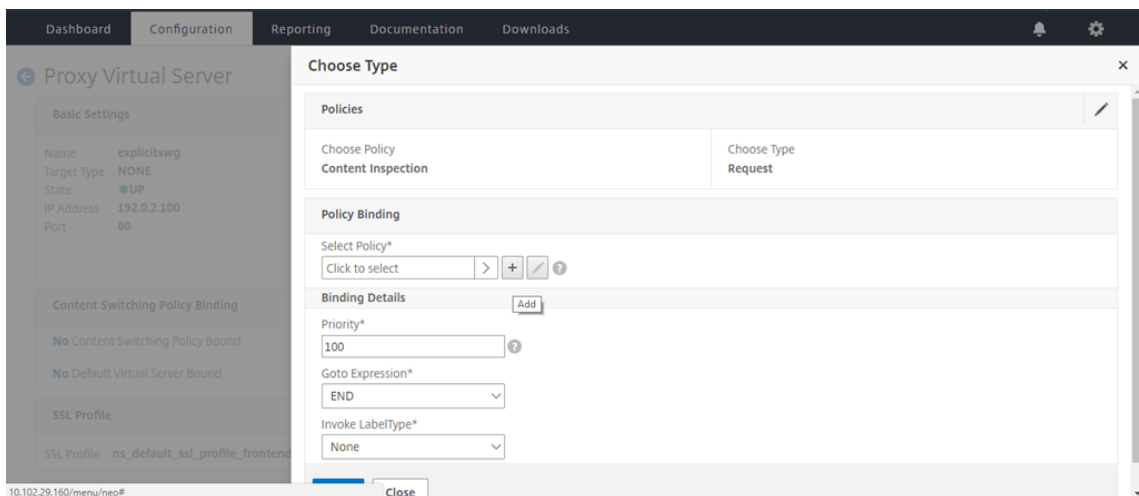 Dashboard Configuration Reporting Documentation Downloads
Proxy Virtual Server
Basic Settings
Name explicitswg
Target Type NONE
State UP
IP Address 192.0.2.100
Port 80
Content Switching Policy Binding
No Content Switching Policy Bound
No Default Virtual Server Bound
SSL Profile
SSL Profile ns_default_ssl_profile_frontend
10.102.29.160/menu/neo#
Choose Type
Policies
Choose Policy
Content Inspection
Choose Type
Request
Policy Binding
Select Policy*
Click to select
Add
Binding Details
Priority*
100
Goto Expression*
END
Invoke LabelType*
None
Close